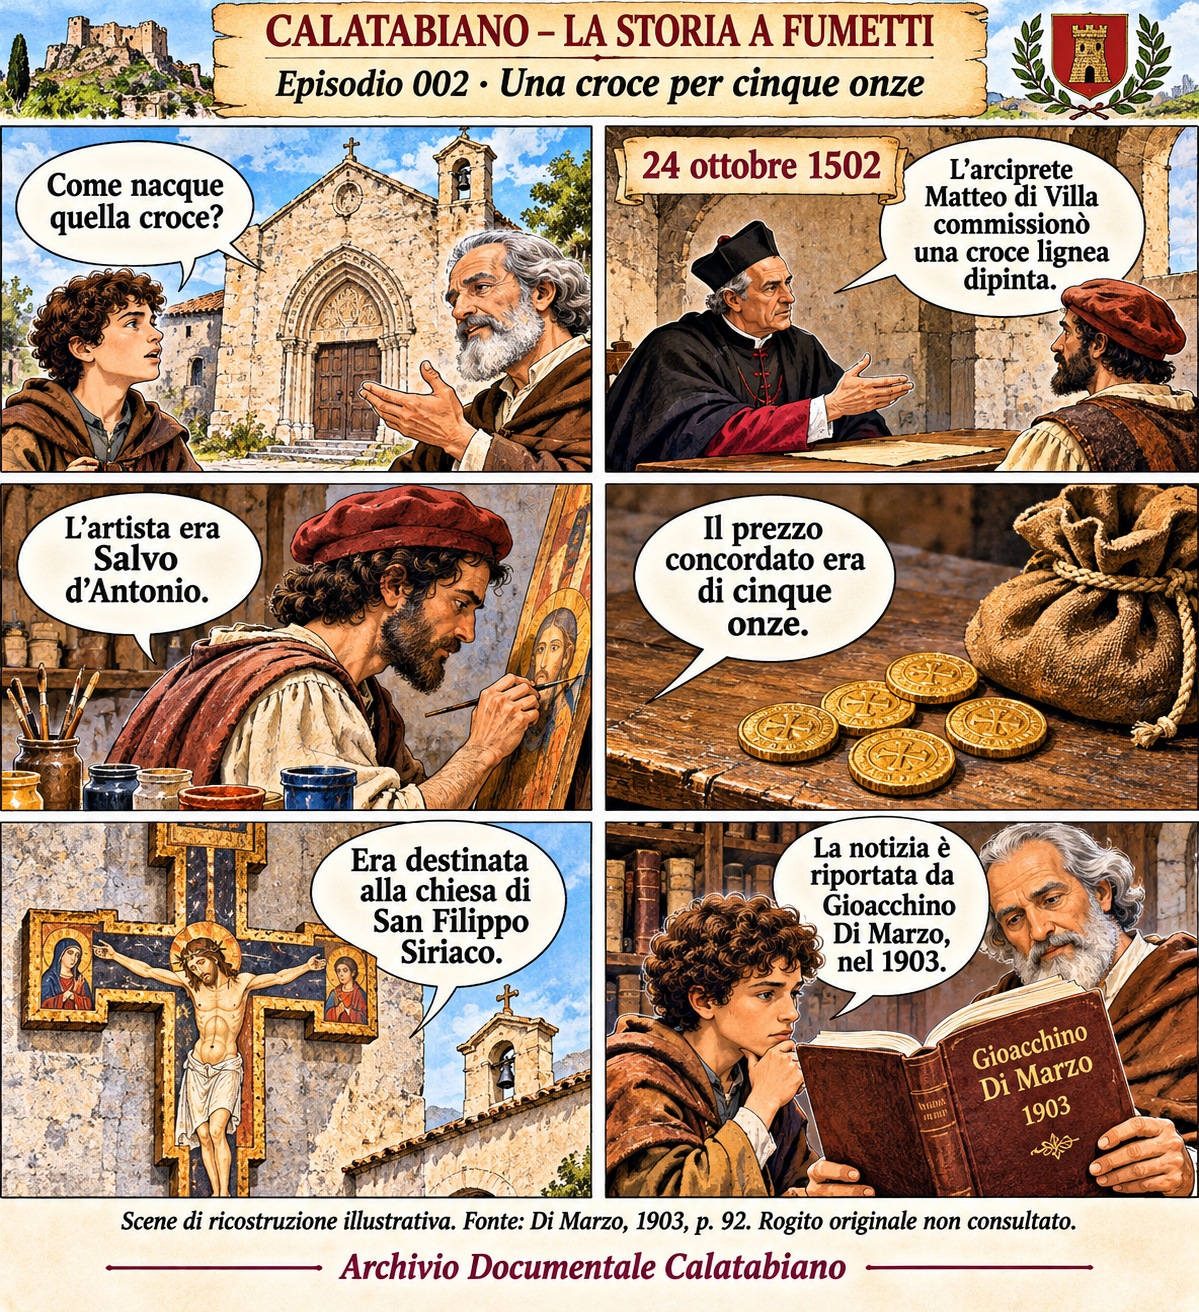 CALATABIANO – LA STORIA A FUMETTI
Episodio 002 · Una croce per cinque onze
Come nacque
quella croce?
24 ottobre 1502
L'arciprete
Matteo di Villa
commissionò
una croce lignea
dipinta.
L'artista era
Salvo
d'Antonio.
Il prezzo
concordato era
di cinque
onze.
Era destinata
alla chiesa di
San Filippo
Siriaco.
La notizia è
riportata da
Gioacchino
Di Marzo,
nel 1903.
Gioacchino
Di Marzo
1903
Scene di ricostruzione illustrativa. Fonte: Di Marzo, 1903, p. 92. Rogito originale non consultato.
Archivio Documentale Calatabiano